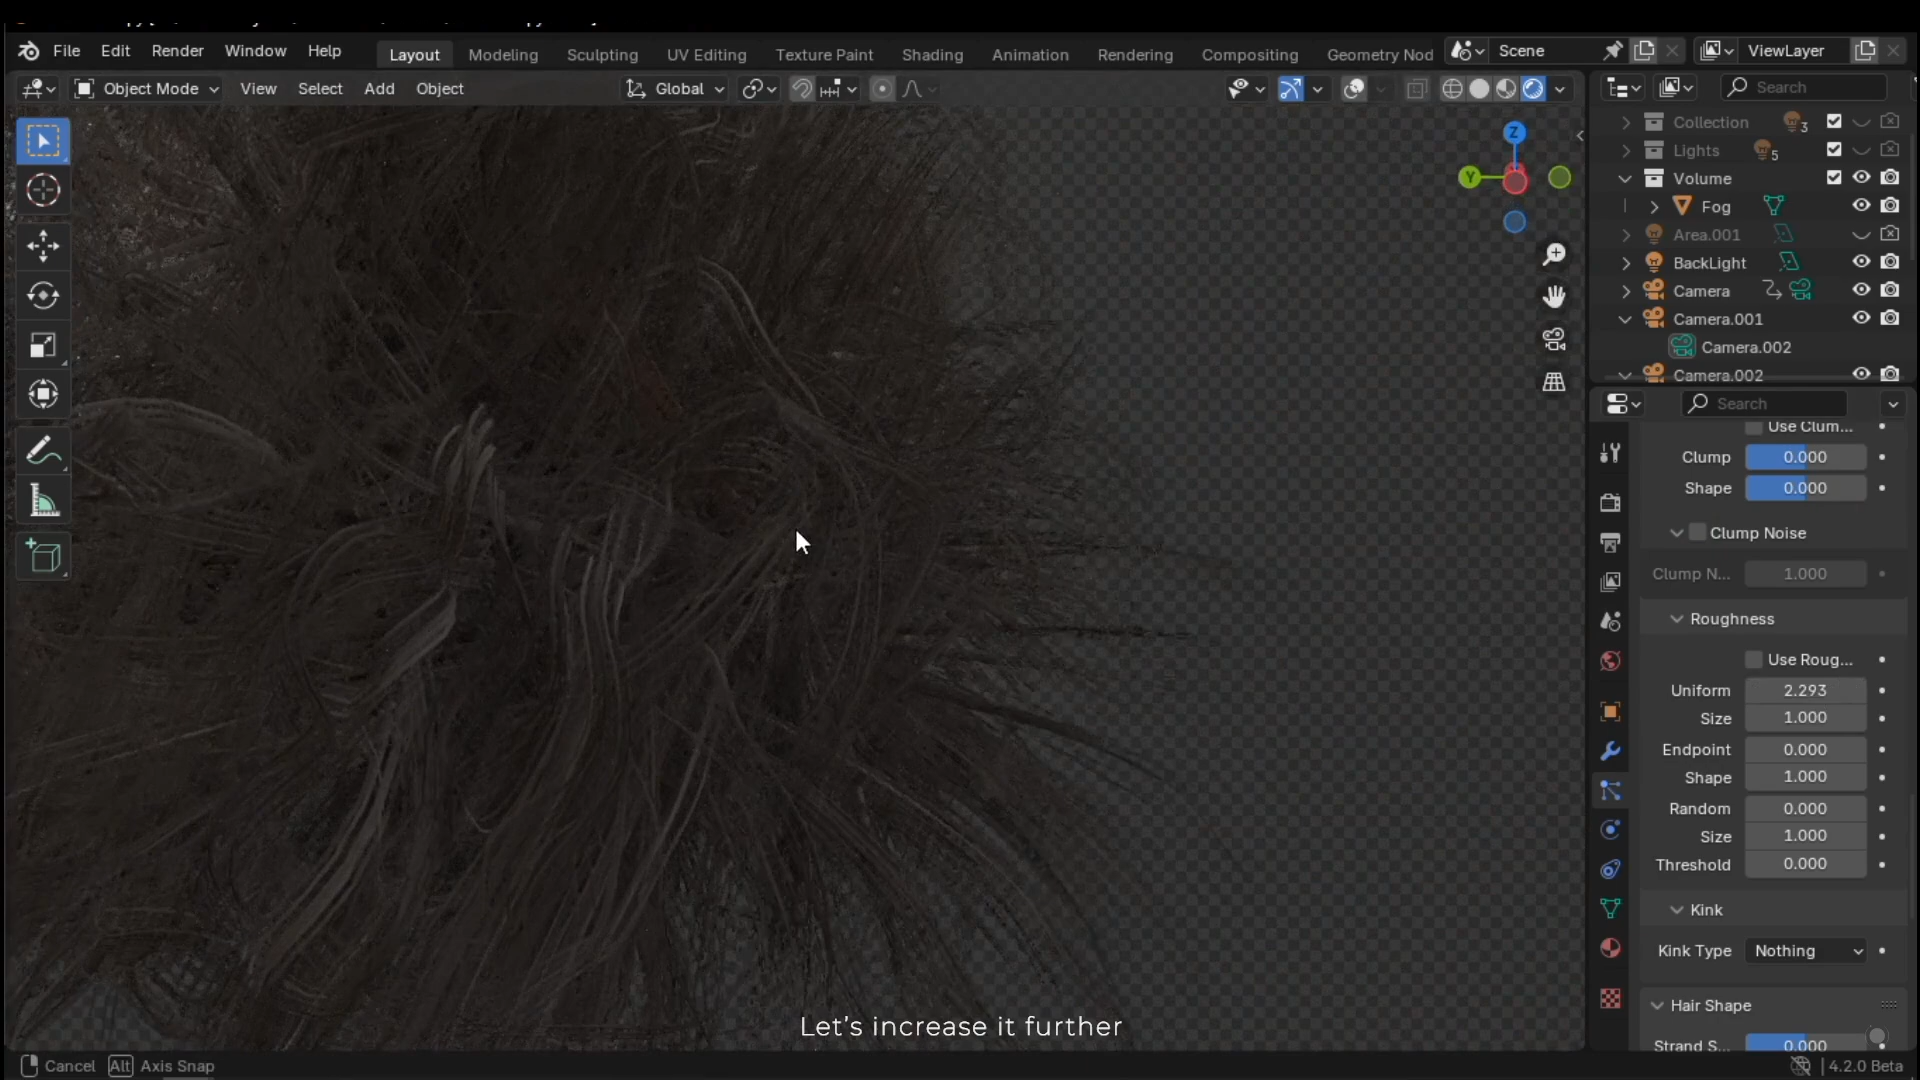 File Edit Render Window Help
Layout Modeling Sculpting UV Editing Texture Paint Shading Animation Rendering Compositing Geometry Nod
Scene
ViewLayer
Object Mode View Select Add Object
Global
Search
Z
Y
Collection 3
Lights 5
Volume
Fog
Area.001
BackLight
Camera
Camera.001
Camera.002
Camera.002
Search
Use Clum...
Clump 0.000
Shape 0.000
Clump Noise
Clump N... 1.000
Roughness
Use Roug...
Uniform 2.293
Size 1.000
Endpoint 0.000
Shape 1.000
Random 0.000
Size 1.000
Threshold 0.000
Kink
Kink Type Nothing
Hair Shape
Strand S... 0.000
Let's increase it further
Cancel Alt Axis Snap
4.2.0 Beta